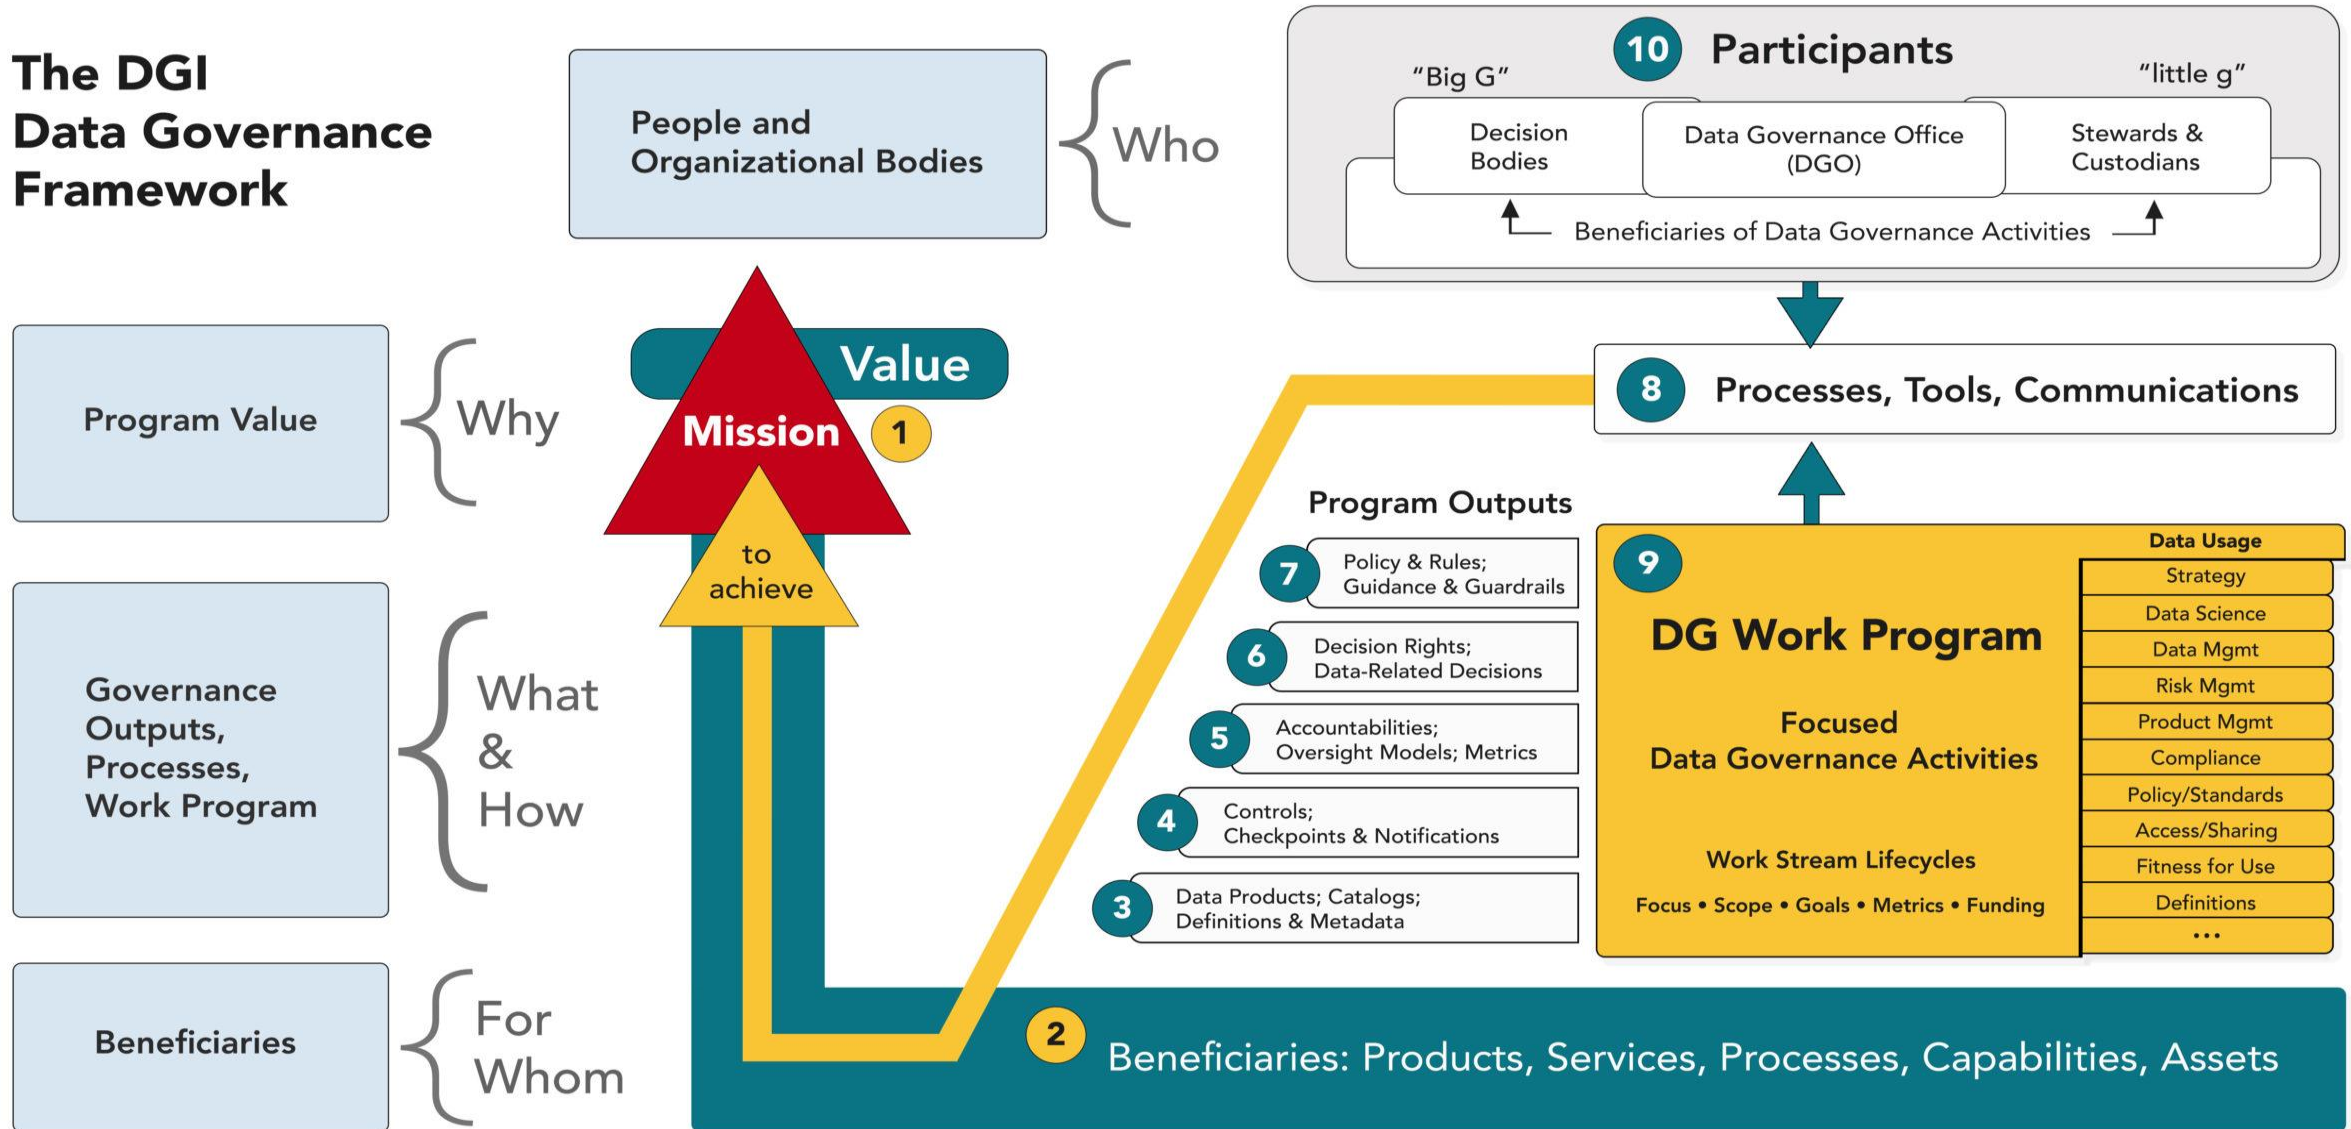 The DGI
Data Governance
Framework
People and
Organizational Bodies
Who
10
Participants
"Big G"
"little g"
Decision
Bodies
Data Governance Office
(DGO)
Stewards &
Custodians
Beneficiaries of Data Governance Activities
Program Value
Why
Value
Mission
1
to
achieve
8
Processes, Tools, Communications
Governance
Outputs,
Processes,
Work Program
What
&
How
Program Outputs
7
Policy & Rules;
Guidance & Guardrails
6
Decision Rights;
Data-Related Decisions
5
Accountabilities;
Oversight Models; Metrics
4
Controls;
Checkpoints & Notifications
3
Data Products; Catalogs;
Definitions & Metadata
9
DG Work Program
Focused
Data Governance Activities
Work Stream Lifecycles
Focus • Scope • Goals • Metrics • Funding
Data Usage
Strategy
Data Science
Data Mgmt
Risk Mgmt
Product Mgmt
Compliance
Policy/Standards
Access/Sharing
Fitness for Use
Definitions
...
Beneficiaries
For
Whom
2
Beneficiaries: Products, Services, Processes, Capabilities, Assets